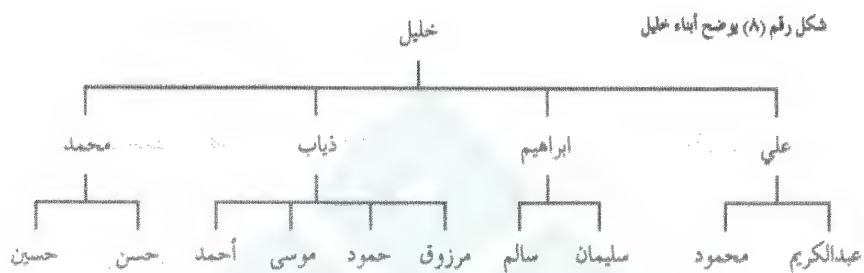 شكل رقم (٨) يوضح أبناء خليل
خليل
علي ابراهيم ذياب محمد
عبدالكريم محمود سليمان سالم مرزوق حمود موسى أحمد حسن حسين